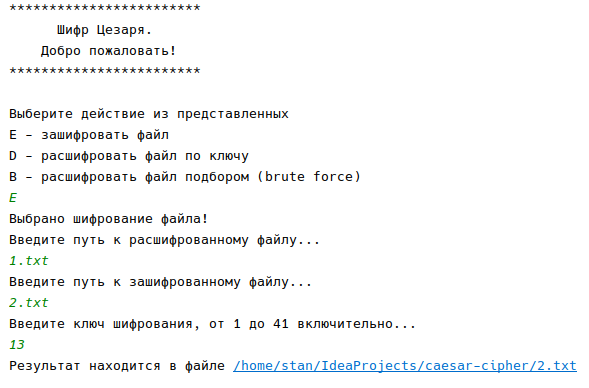 ************************
Шифр Цезаря.
Добро пожаловать!
************************
Выберите действие из представленных
E - зашифровать файл
D - расшифровать файл по ключу
B - расшифровать файл подбором (brute force)
E
Выбрано шифрование файла!
Введите путь к расшифрованному файлу...
1.txt
Введите путь к зашифрованному файлу...
2.txt
Введите ключ шифрования, от 1 до 41 включительно...
13
Результат находится в файле /home/stan/IdeaProjects/caesar-cipher/2.txt